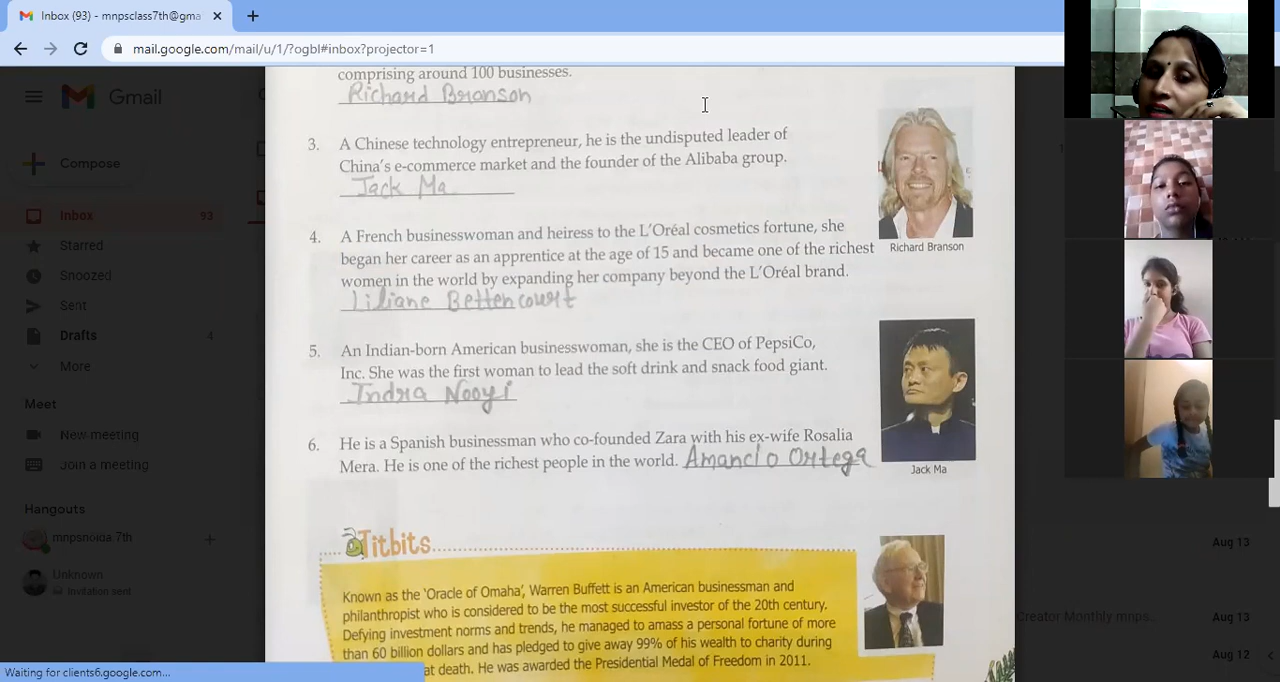 Inbox (93) - mnpsclass7th@gma
mail.google.com/mail/u/1/?ogbl#inbox?projector=1
Gmail
Compose
Inbox 93
Starred
Snoozed
Sent
Drafts 4
More
Meet
New meeting
Join a meeting
Hangouts
mnpsnoida.7th
Unknown
Invitation sent
Waiting for clients6.google.com...
comprising around 100 businesses.
Richard Branson
3. A Chinese technology entrepreneur, he is the undisputed leader of
China's e-commerce market and the founder of the Alibaba group.
Jack Ma
4. A French businesswoman and heiress to the L'Oréal cosmetics fortune, she
began her career as an apprentice at the age of 15 and became one of the richest
women in the world by expanding her company beyond the L'Oréal brand.
Liliane Bettencourt
5. An Indian-born American businesswoman, she is the CEO of PepsiCo,
Inc. She was the first woman to lead the soft drink and snack food giant.
Indra Nooyi
6. He is a Spanish businessman who co-founded Zara with his ex-wife Rosalia
Mera. He is one of the richest people in the world. Amancio Ortega
Richard Branson
Jack Ma
Titbits
Known as the 'Oracle of Omaha', Warren Buffett is an American businessman and
philanthropist who is considered to be the most successful investor of the 20th century.
Defying investment norms and trends, he managed to amass a personal fortune of more
than 60 billion dollars and has pledged to give away 99% of his wealth to charity during
at death. He was awarded the Presidential Medal of Freedom in 2011.
Aug 13
Creator Monthly mnps... Aug 13
Aug 12